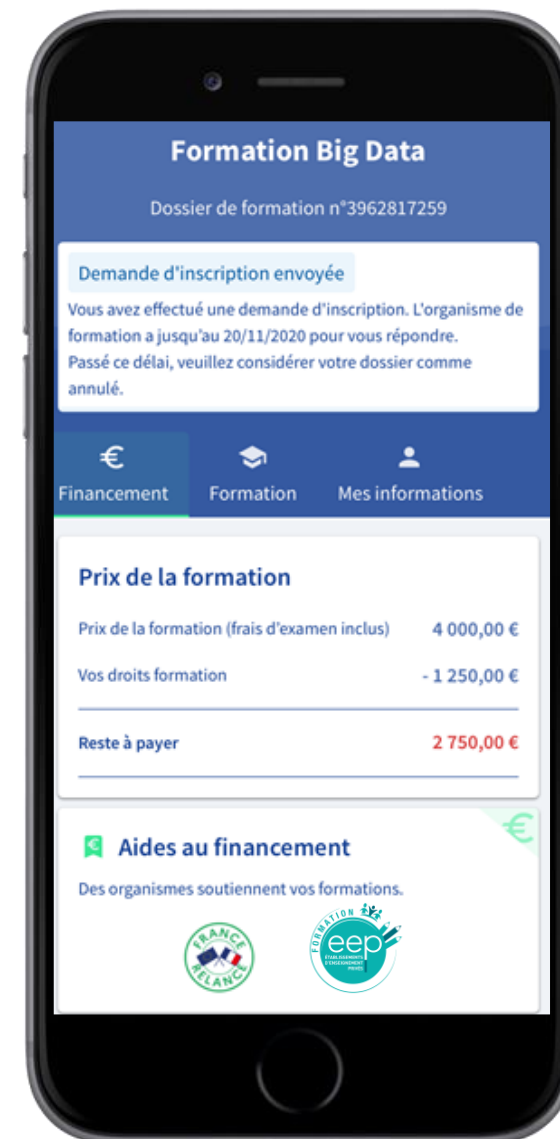 Formation Big Data
Dossier de formation n°3962817259
Demande d'inscription envoyée
Vous avez effectué une demande d'inscription. L'organisme de
formation a jusqu'au 20/11/2020 pour vous répondre.
Passé ce délai, veuillez considérer votre dossier comme
annulé.
€
Financement
Formation
Mes informations
Prix de la formation
Prix de la formation (frais d'examen inclus) 4 000,00 €
Vos droits formation - 1 250,00 €
Reste à payer 2 750,00 €
Aides au financement
€
Des organismes soutiennent vos formations.
FRANCE
RELANCE
FORMATION
eep
ÉTABLISSEMENTS
D'ENSEIGNEMENT
PRIVÉS